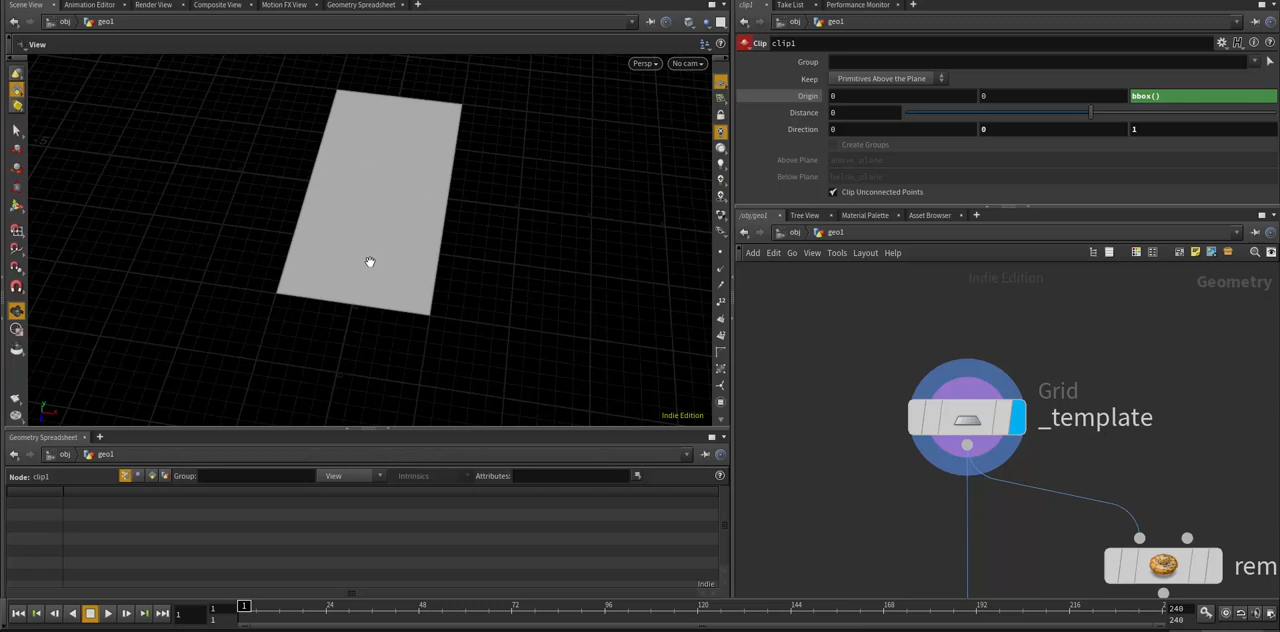 Scene View
Animation Editor
Render View
Composite View
Motion FX View
Geometry Spreadsheet
obj
geo1
View
Persp
No cam
Indie Edition
clip1
Take List
Performance Monitor
obj
geo1
Clip
clip1
Group
Keep
Primitives Above the Plane
Origin
0
0
bbox()
Distance
0
Direction
0
0
1
Create Groups
Above Plane
above_plane
Below Plane
below_plane
Clip Unconnected Points
/obj/geo1
Tree View
Material Palette
Asset Browser
obj
geo1
Add
Edit
Go
View
Tools
Layout
Help
Indie Edition
Geometry
Grid
_template
rem
Geometry Spreadsheet
obj
geo1
Node: clip1
Group:
View
Intrinsics
Attributes:
Indie
1
1
1
1
24
48
72
96
120
144
168
192
216
2
240
240